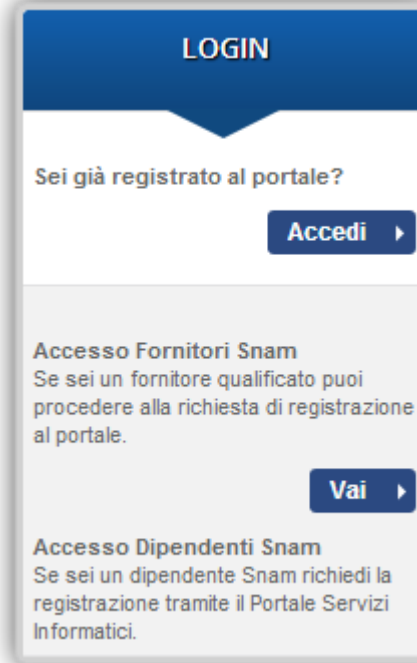 LOGIN
Sei già registrato al portale?
Accedi
Accesso Fornitori Snam
Se sei un fornitore qualificato puoi
procedere alla richiesta di registrazione
al portale.
Vai
Accesso Dipendenti Snam
Se sei un dipendente Snam richiedi la
registrazione tramite il Portale Servizi
Informatici.